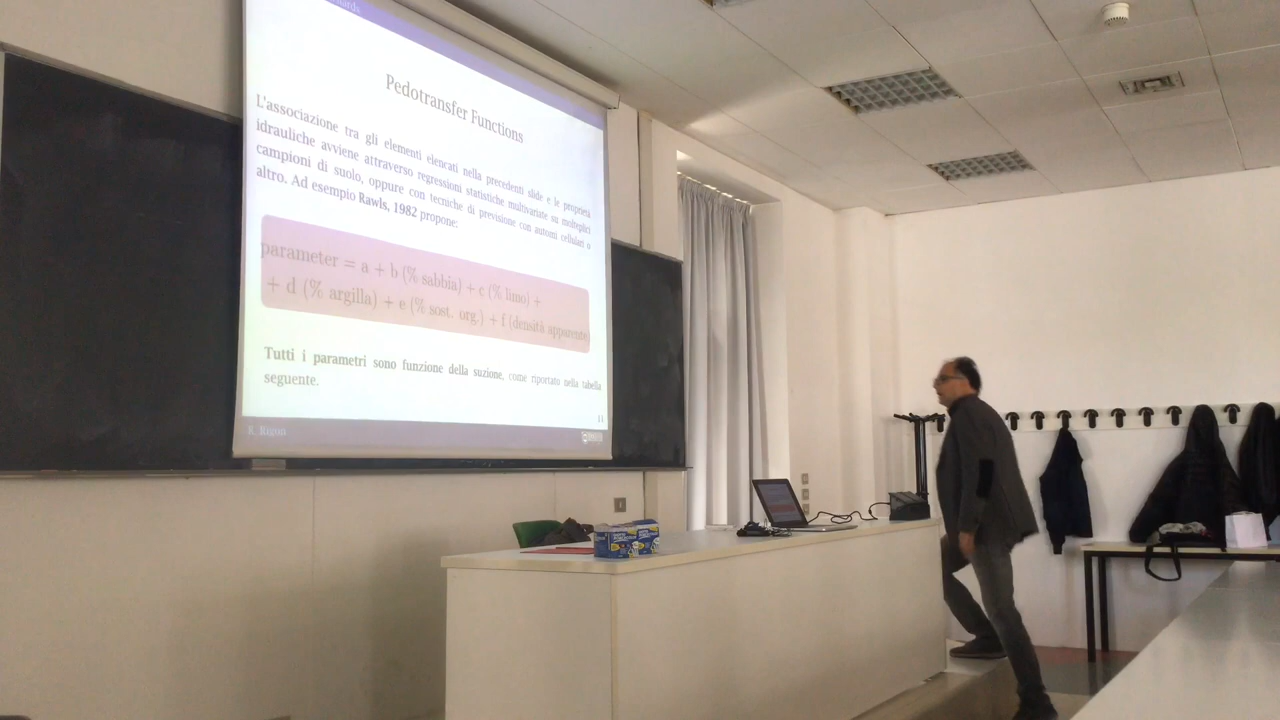 Pedotransfer Functions
L'associazione tra gli elementi elencati nella precedenti slide e le proprietà
idrauliche avviene attraverso regressioni statistiche multivariate su molteplici
campioni di suolo, oppure con tecniche di previsione con automi cellulari o
altro. Ad esempio Rawls, 1982 propone:
parameter = a + b (% sabbia) + c (% limo) +
+ d (% argilla) + e (% sost. org.) + f (densità apparente)
Tutti i parametri sono funzione della suzione, come riportato nella tabella
seguente.
R. Rigon